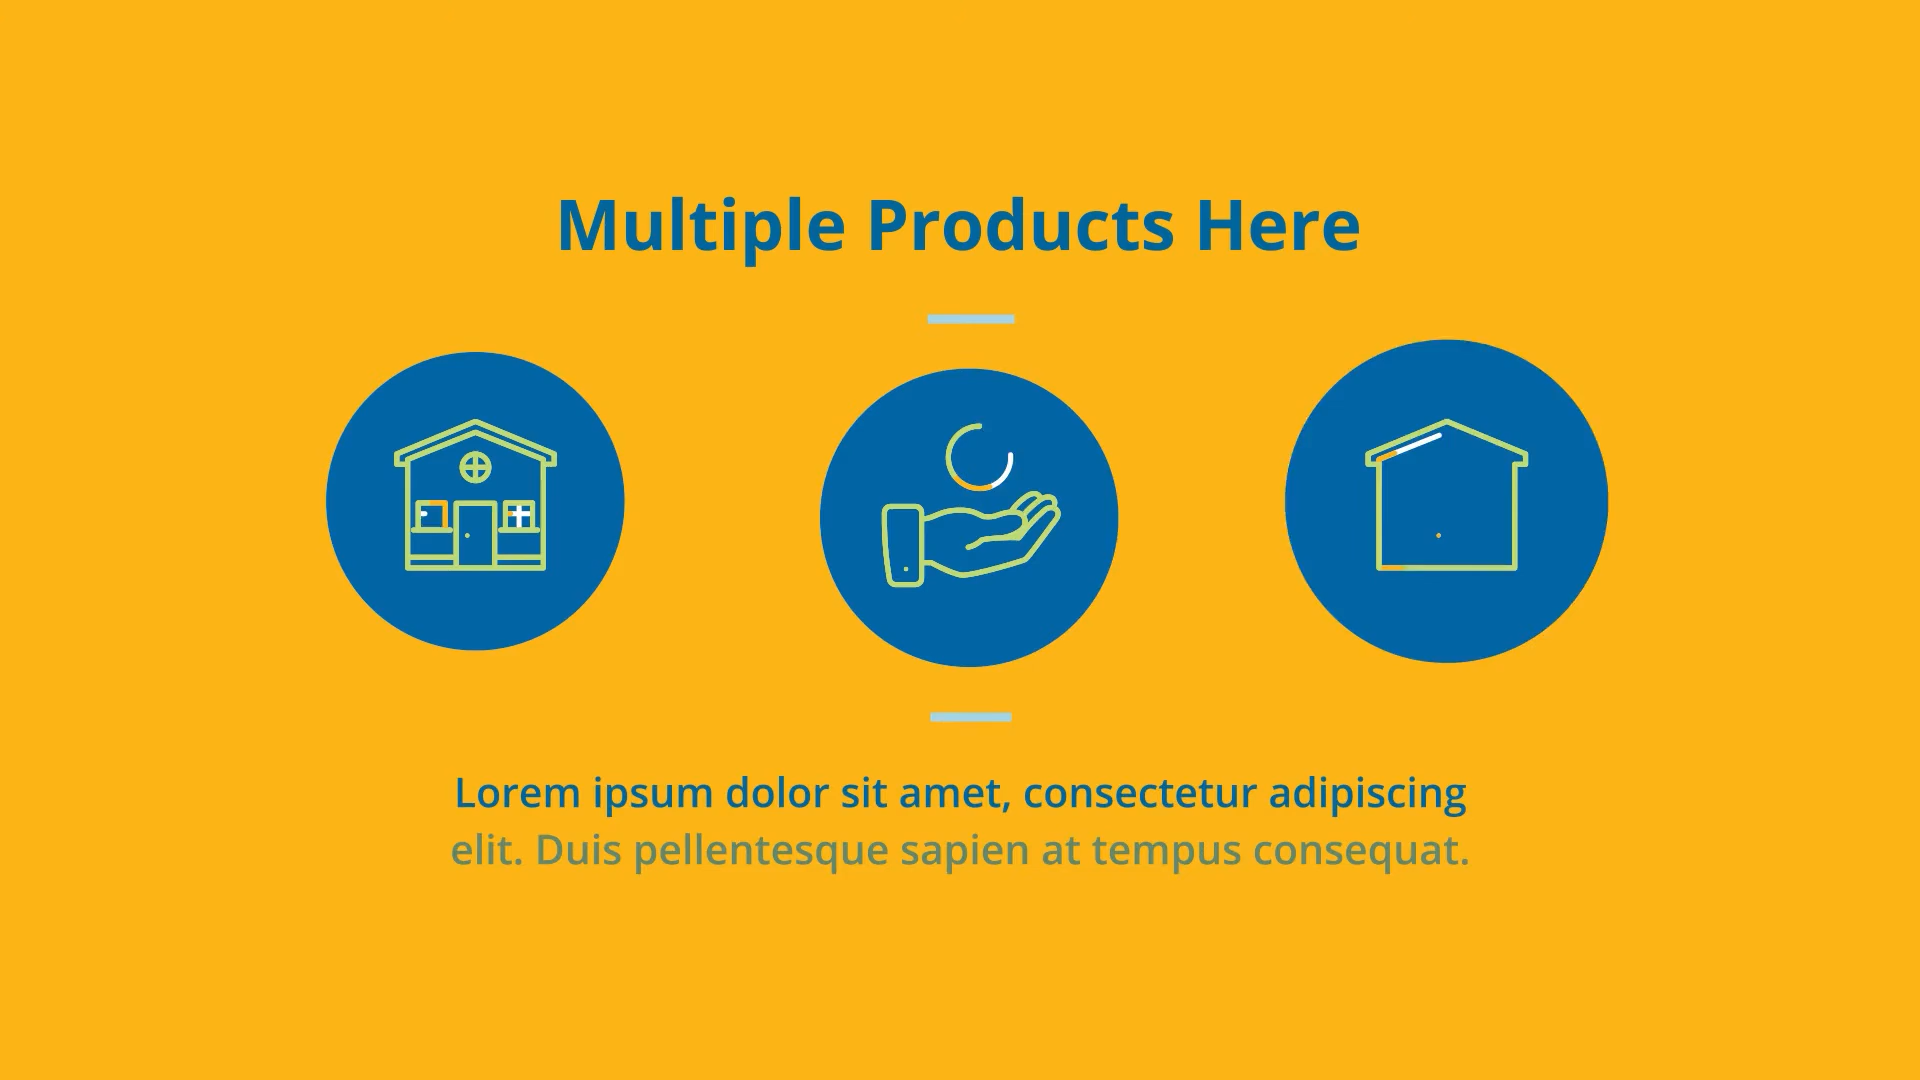 Multiple Products Here
Lorem ipsum dolor sit amet, consectetur adipiscing
elit. Duis pellentesque sapien at tempus consequat.